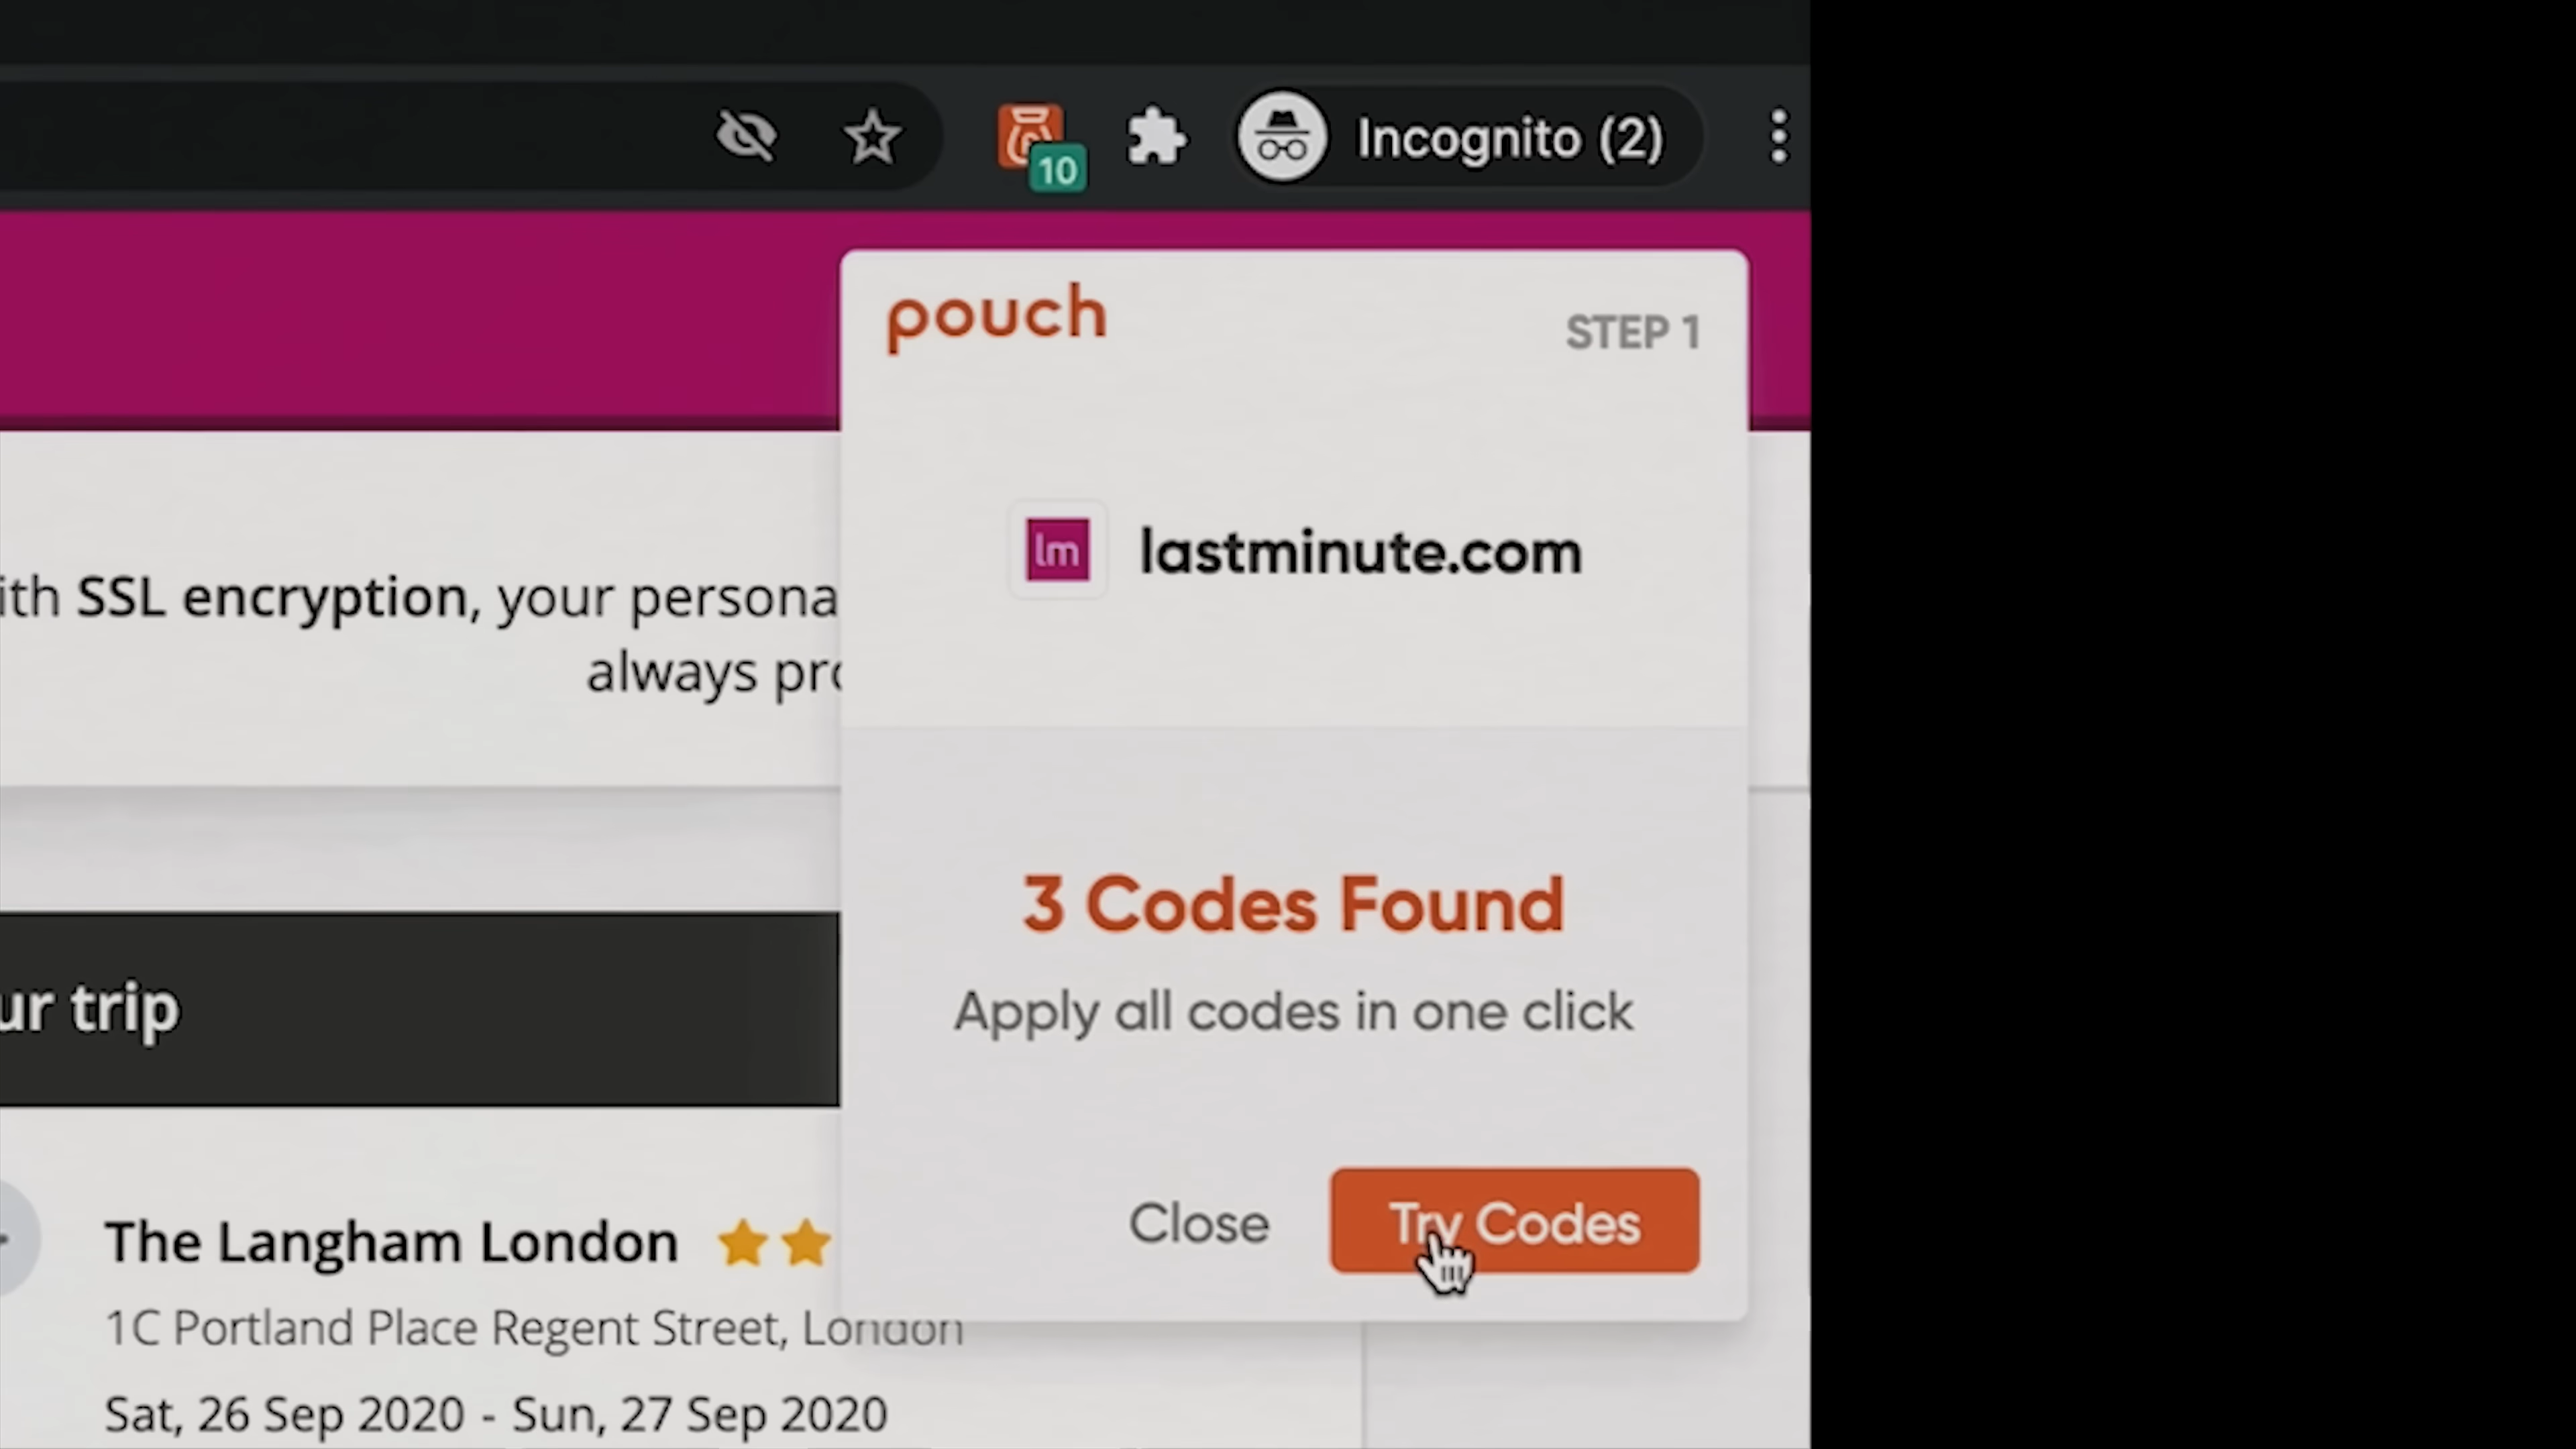 10
Incognito (2)
pouch
STEP 1
lm
lastminute.com
ith SSL encryption, your persona
always pro
3 Codes Found
Apply all codes in one click
ur trip
Close
Try Codes
The Langham London
1C Portland Place Regent Street, London
Sat, 26 Sep 2020 - Sun, 27 Sep 2020